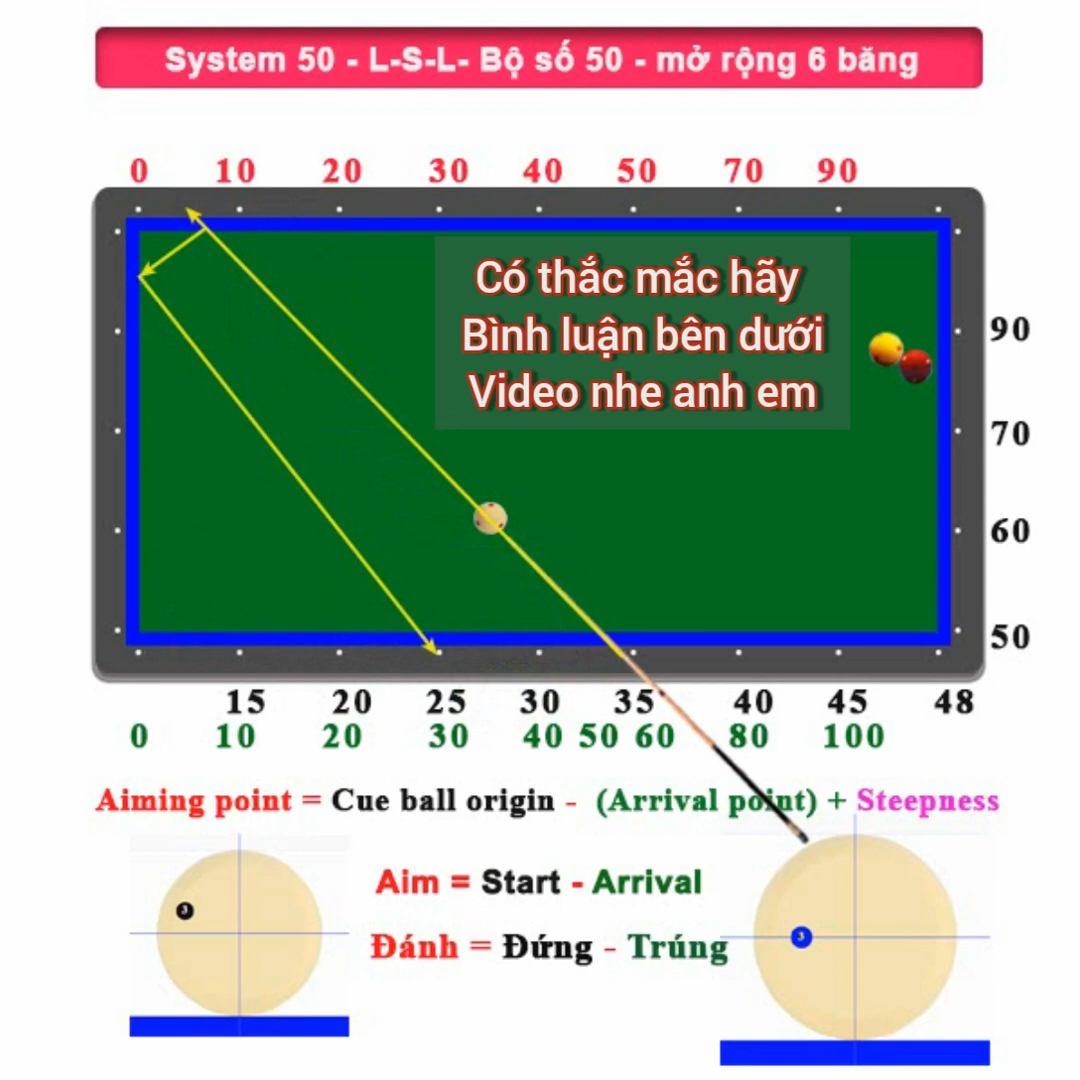 System 50 - L-S-L- Bộ số 50 - mở rộng 6 băng
0 10 20 30 40 50 70 90
Có thắc mắc hãy
Bình luận bên dưới
Video nhe anh em
90
70
60
50
15 20 25 30 35 40 45 48
0 10 20 30 40 50 60 80 100
Aiming point = Cue ball origin - (Arrival point) + Steepness
Aim = Start - Arrival
Đánh = Đứng - Trúng
3
3